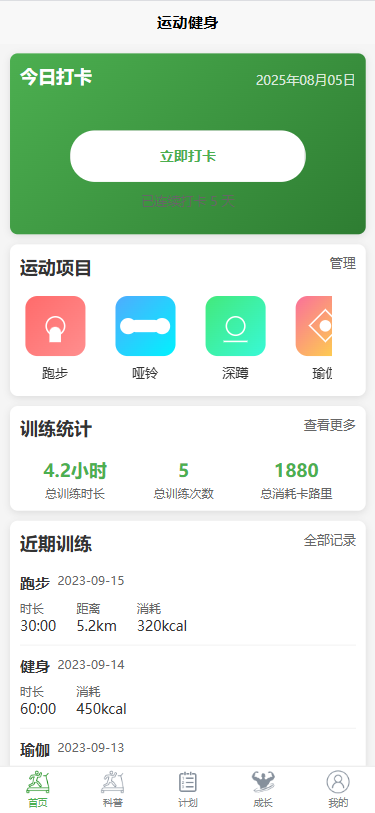 运动健身
今日打卡 2025年08月05日
立即打卡
已连续打卡 5 天
运动项目 管理
跑步 哑铃 深蹲 瑜伽
训练统计 查看更多
4.2小时 5 1880
总训练时长 总训练次数 总消耗卡路里
近期训练 全部记录
跑步 2023-09-15
时长 距离 消耗
30:00 5.2km 320kcal
健身 2023-09-14
时长 消耗
60:00 450kcal
瑜伽 2023-09-13
首页 科普 计划 成长 我的